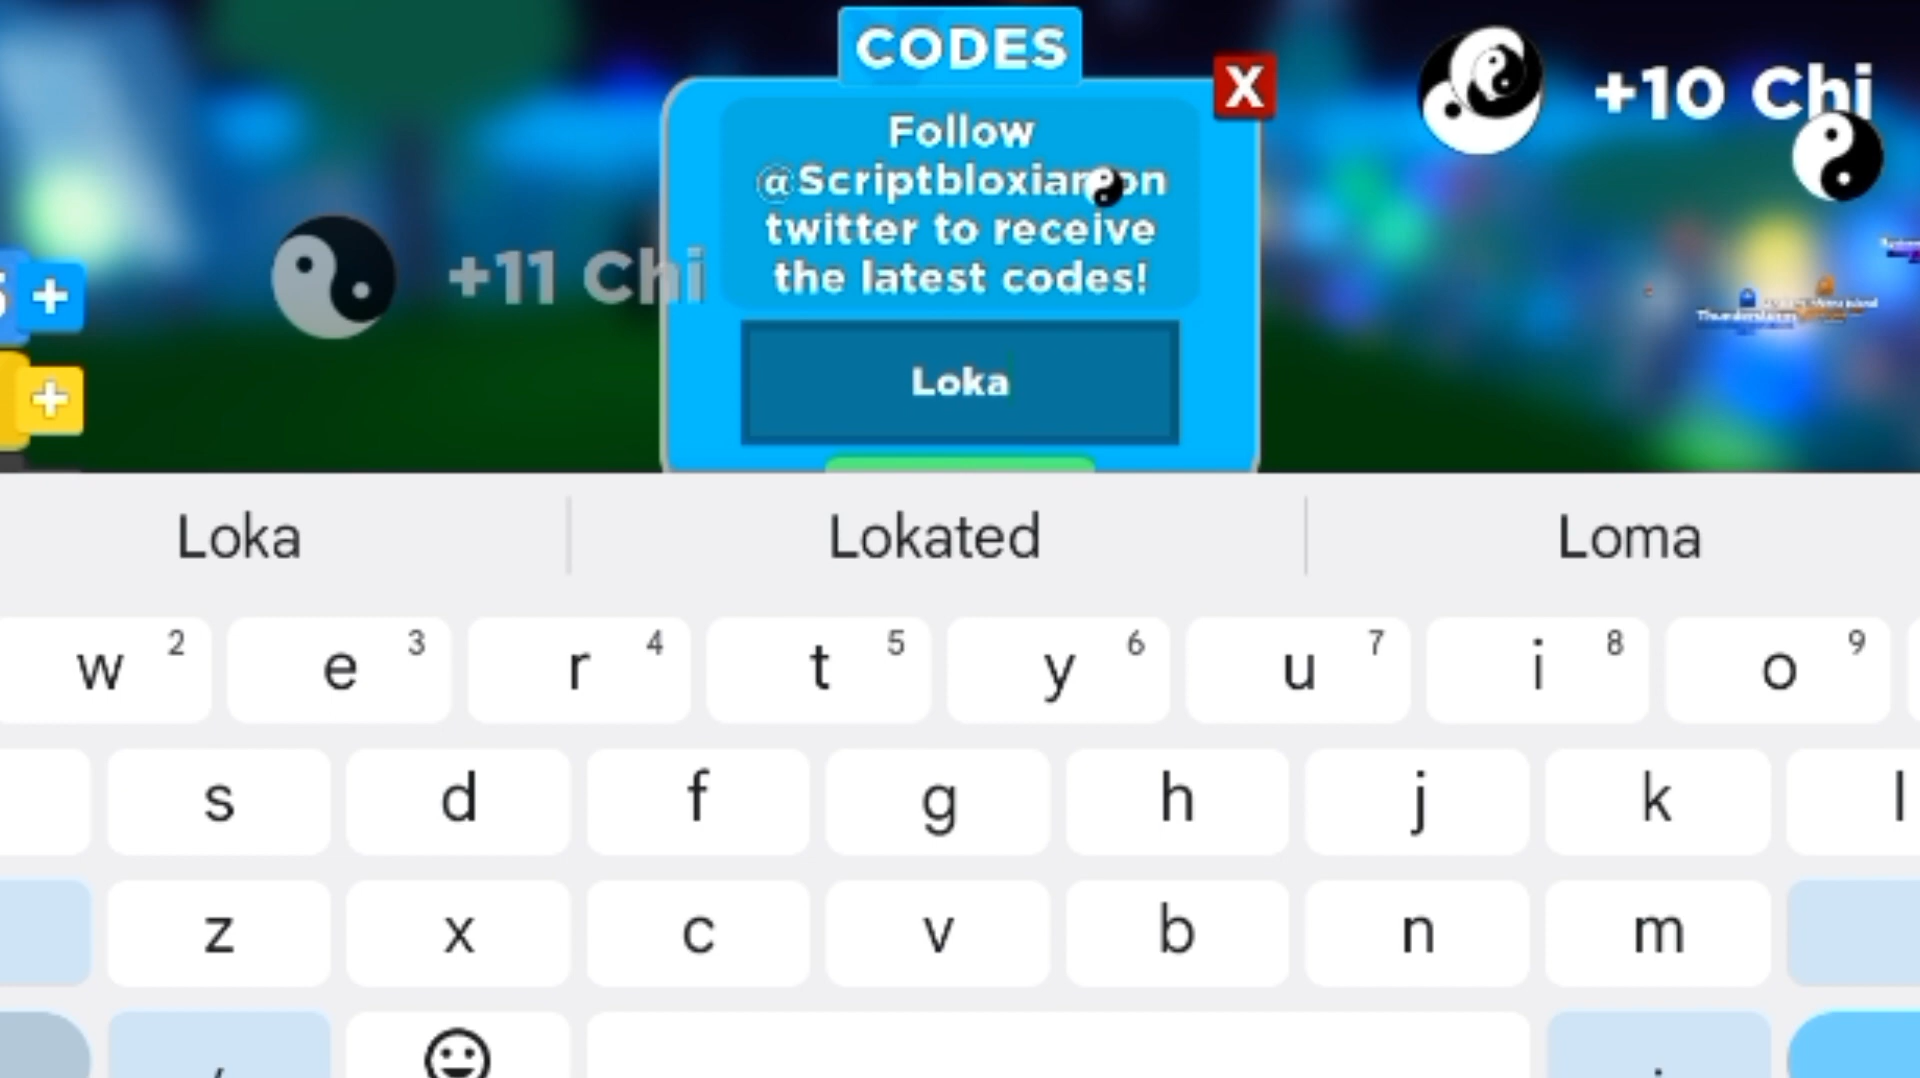 CODES
X
+10 Chi
Follow
@Scriptbloxian on
twitter to receive
the latest codes!
+11 Chi
+
+
Thunderstorm
Loka
Loka Lokated Loma
w 2 e 3 r 4 t 5 y 6 u 7 i 8 o 9
s d f g h j k l
z x c v b n m